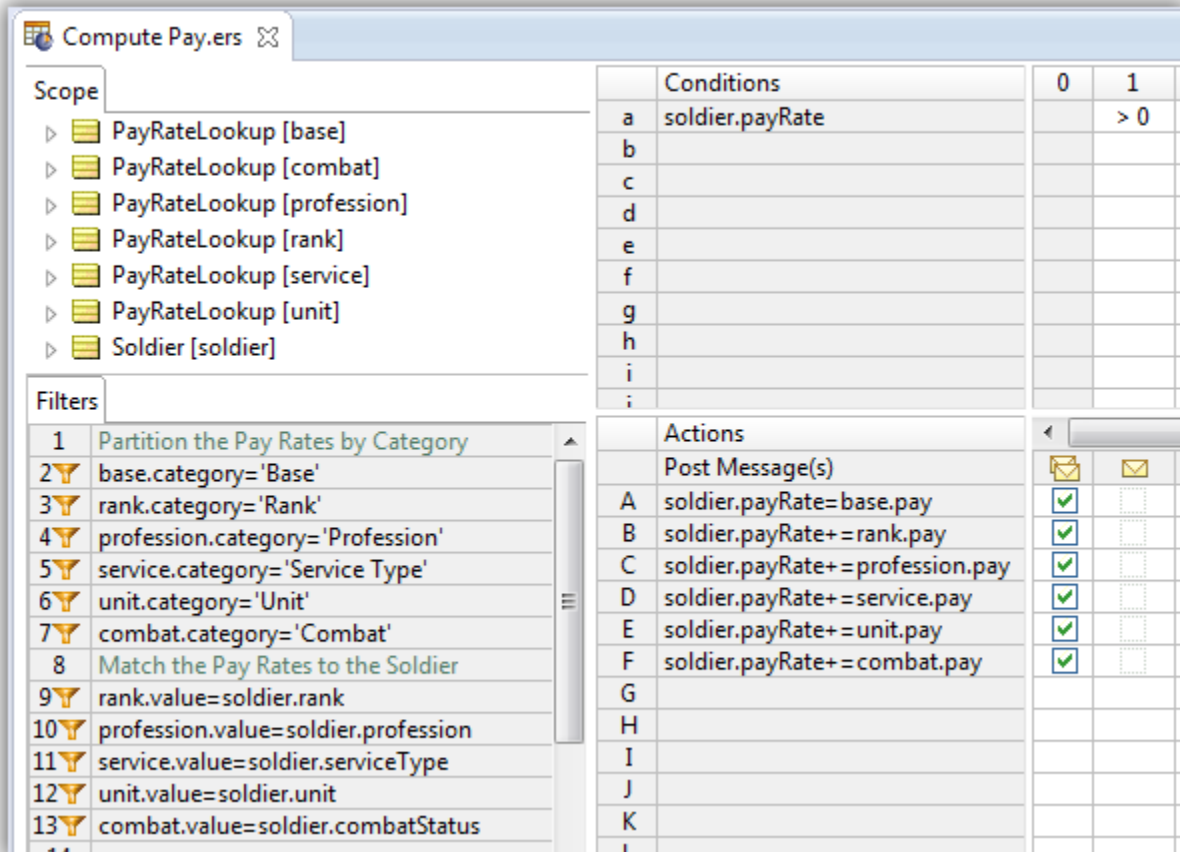 Compute Pay.ers
Scope
PayRateLookup [base]
PayRateLookup [combat]
PayRateLookup [profession]
PayRateLookup [rank]
PayRateLookup [service]
PayRateLookup [unit]
Soldier [soldier]
Filters
1 Partition the Pay Rates by Category
2 base.category='Base'
3 rank.category='Rank'
4 profession.category='Profession'
5 service.category='Service Type'
6 unit.category='Unit'
7 combat.category='Combat'
8 Match the Pay Rates to the Soldier
9 rank.value=soldier.rank
10 profession.value=soldier.profession
11 service.value=soldier.serviceType
12 unit.value=soldier.unit
13 combat.value=soldier.combatStatus
Conditions 0 1
a soldier.payRate > 0
b
c
d
e
f
g
h
i
Actions
Post Message(s)
A soldier.payRate=base.pay
B soldier.payRate+=rank.pay
C soldier.payRate+=profession.pay
D soldier.payRate+=service.pay
E soldier.payRate+=unit.pay
F soldier.payRate+=combat.pay
G
H
I
J
K